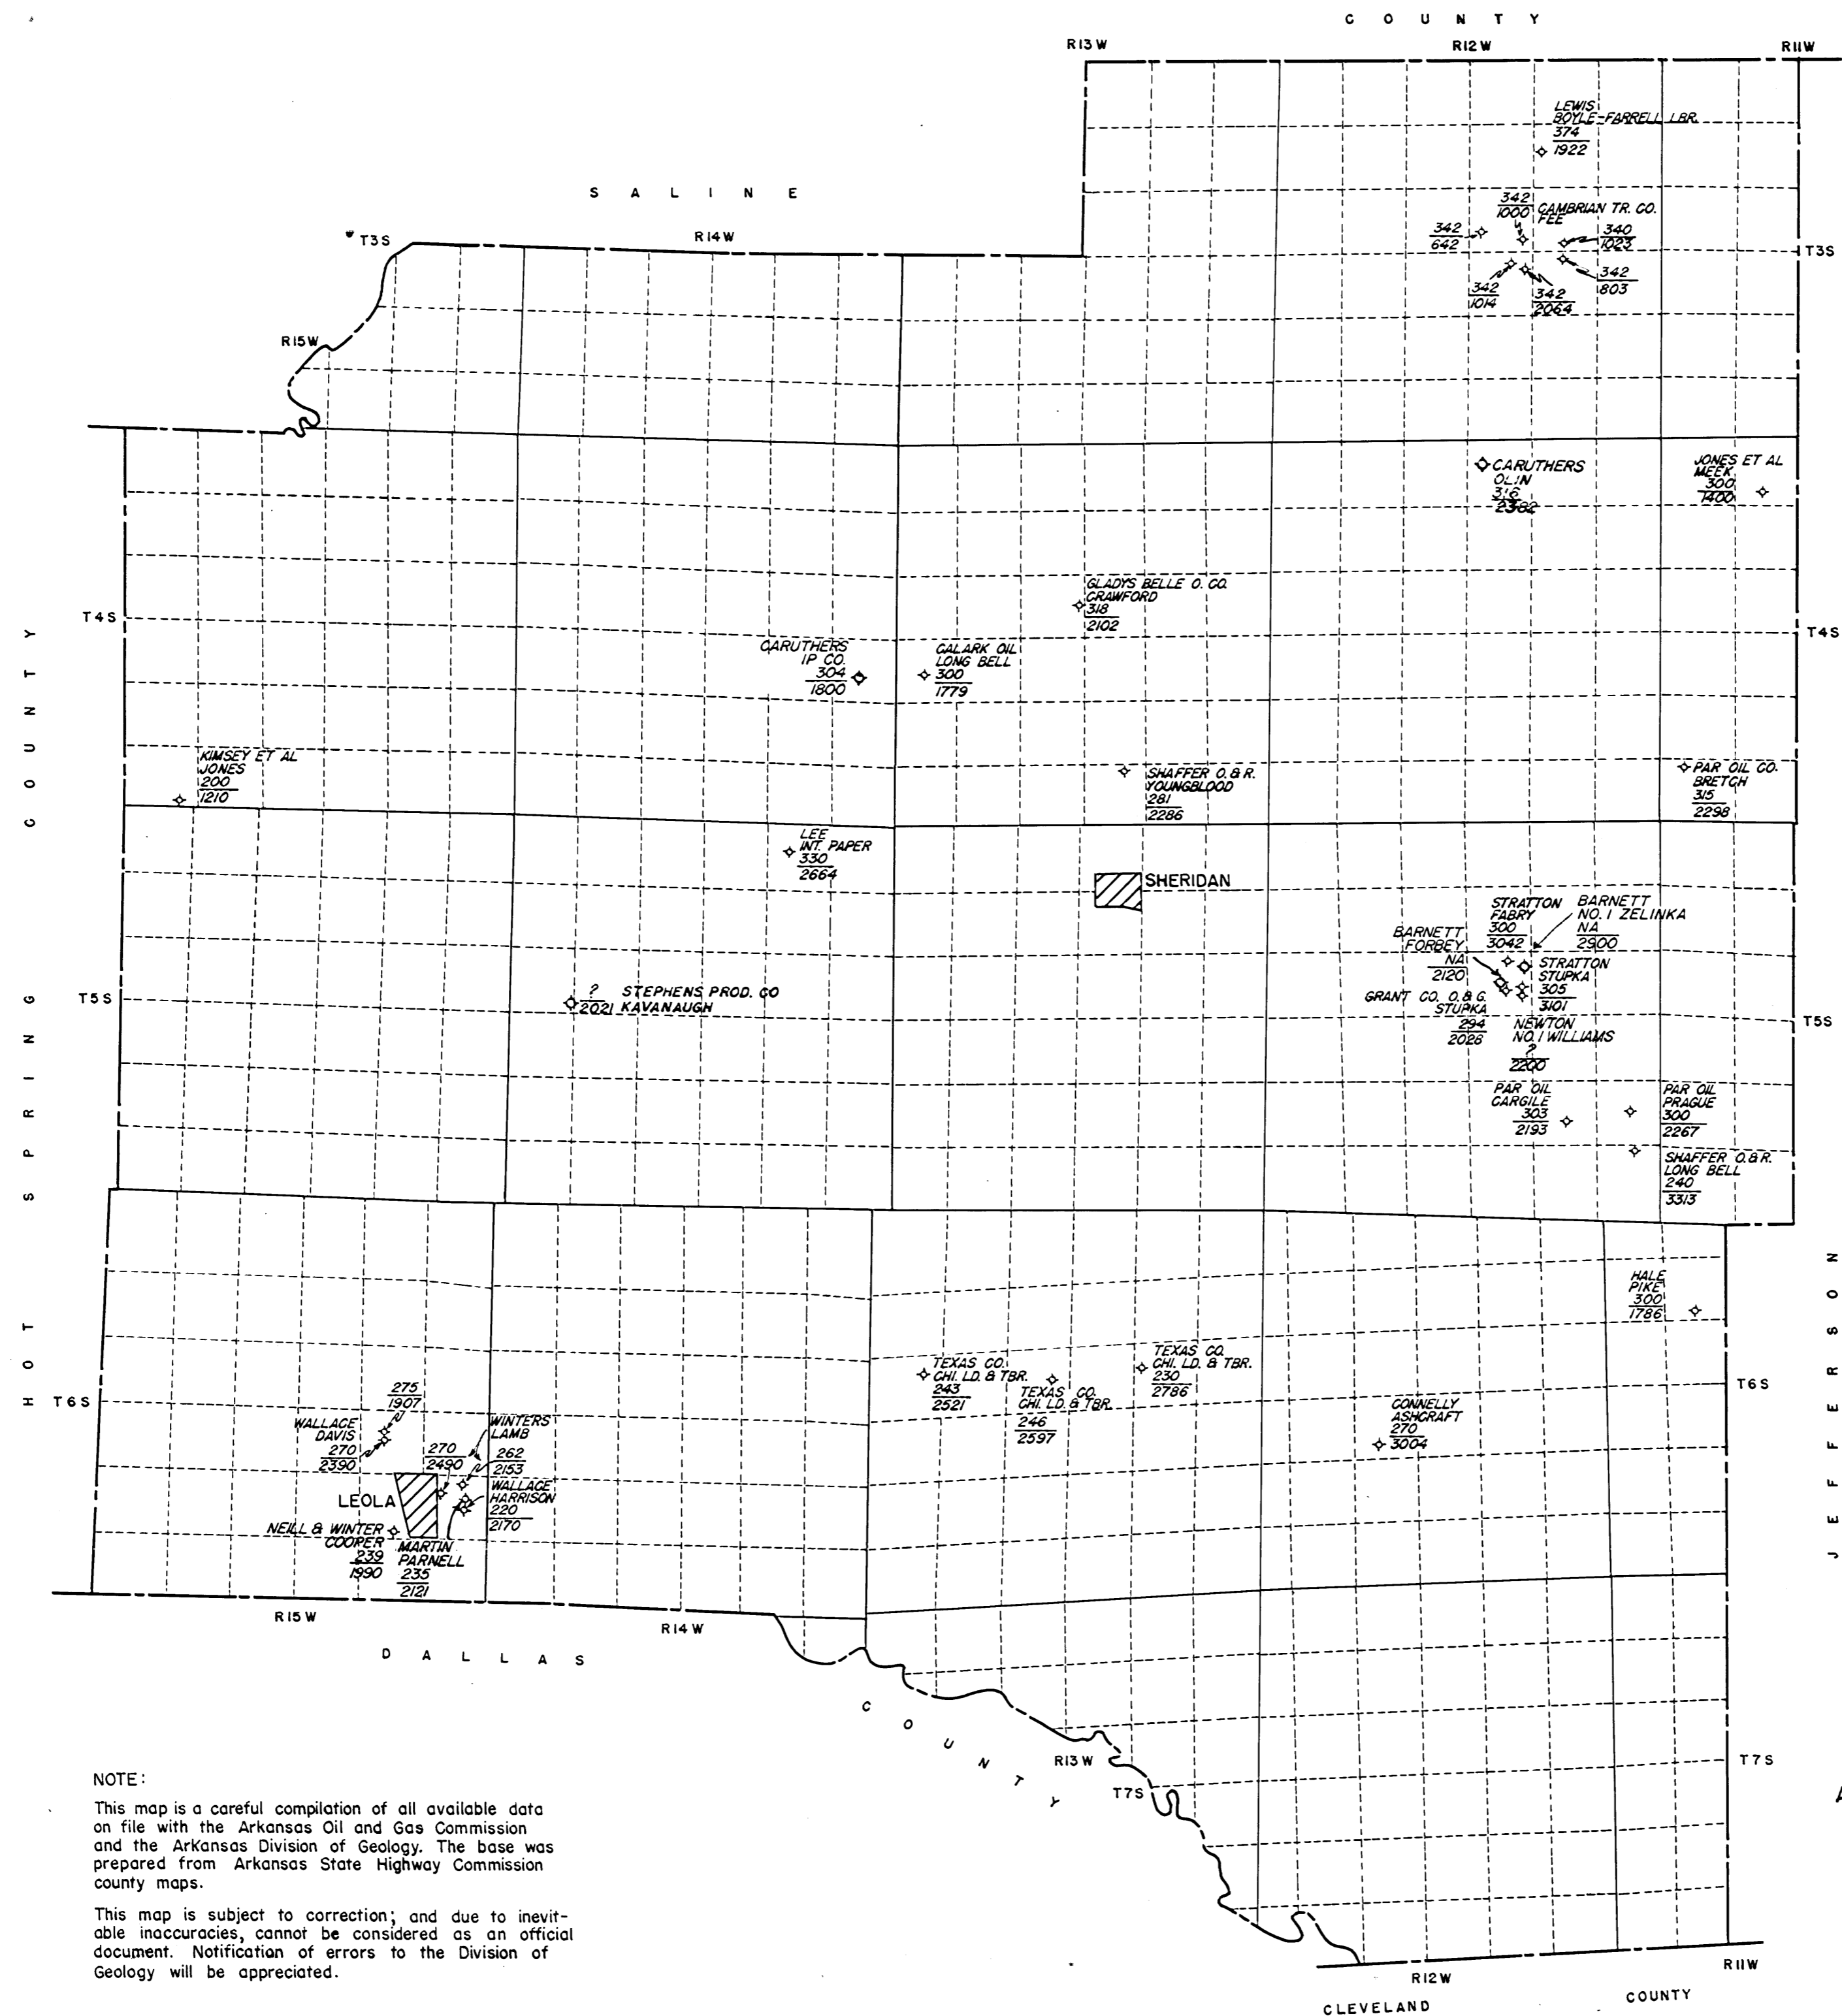 C O U N T Y
R13W
R12W
R11W
LEWIS
BOYLE-FARRELL LBR.
374
1922
S A L I N E
T3S
R14W
342
1000
CAMBRIAN TR. CO.
FEE
342
642
340
1023
T3S
342
803
342
1014
342
2064
R15W
CARUTHERS
OLIN
2382
JONES ET AL
MEEK
300
1400
GLADYS BELLE O. CO.
CRAWFORD
318
2102
T4S
T4S
CARUTHERS
IP CO.
304
1800
CALARK OIL
LONG BELL
300
1779
KIMSEY ET AL
JONES
200
1210
SHAFFER O. & R.
YOUNGBLOOD
281
2286
PAR OIL CO.
BRETCH
315
2298
LEE
INT. PAPER
330
2664
SHERIDAN
STRATTON
FABRY
300
3042
BARNETT
NO. 1 ZELINKA
NA
2900
BARNETT
FORBEY
NA
2120
STRATTON
STUPKA
305
3101
T5S
?
2021
STEPHENS PROD. CO
KAVANAUGH
GRANT CO. O. & G.
STUPKA
294
2028
NEWTON
NO. 1 WILLIAMS
?
2200
T5S
PAR OIL
CARGILE
303
2193
PAR OIL
PRAGUE
300
2267
SHAFFER O. & R.
LONG BELL
240
3313
H O T S P R I N G C O U N T Y
HALE
PIKE
300
1786
TEXAS CO.
CHI. LD. & TBR.
243
2521
TEXAS CO.
CHI. LD. & TBR.
246
2597
TEXAS CO.
CHI. LD. & TBR.
230
2786
T6S
T6S
CONNELLY
ASHCRAFT
270
3004
J E F F E R S O N
275
1907
WALLACE
DAVIS
270
2390
270
2490
WINTERS
LAMB
262
2153
LEOLA
WALLACE
HARRISON
220
2170
NEILL & WINTER
COOPER
239
1990
MARTIN
PARNELL
235
2121
R15W
R14W
D A L L A S
C O U N T Y
R13W
T7S
T7S
NOTE:
This map is a careful compilation of all available data
on file with the Arkansas Oil and Gas Commission
and the Arkansas Division of Geology. The base was
prepared from Arkansas State Highway Commission
county maps.
This map is subject to correction; and due to inevit-
able inaccuracies, cannot be considered as an official
document. Notification of errors to the Division of
Geology will be appreciated.
R12W
R11W
CLEVELAND
COUNTY